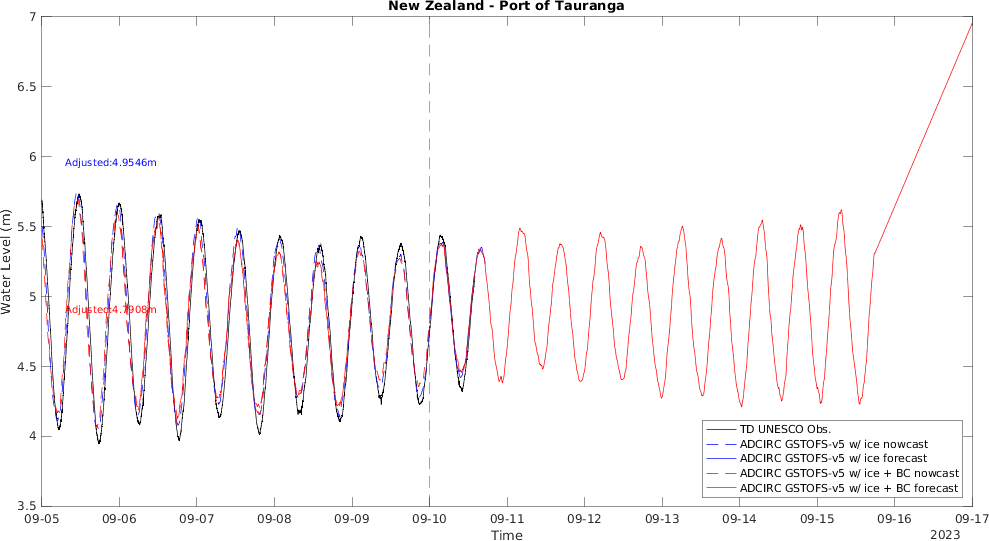 New Zealand - Port of Tauranga
7
6.5
6
5.5
5
4.5
4
3.5
Water Level (m)
Adjusted:4.9546m
Adjusted:4.7908m
TD UNESCO Obs.
ADCIRC GSTOFS-v5 w/ ice nowcast
ADCIRC GSTOFS-v5 w/ ice forecast
ADCIRC GSTOFS-v5 w/ ice + BC nowcast
ADCIRC GSTOFS-v5 w/ ice + BC forecast
09-05 09-06 09-07 09-08 09-09 09-10 09-11 09-12 09-13 09-14 09-15 09-16 09-17
Time
2023